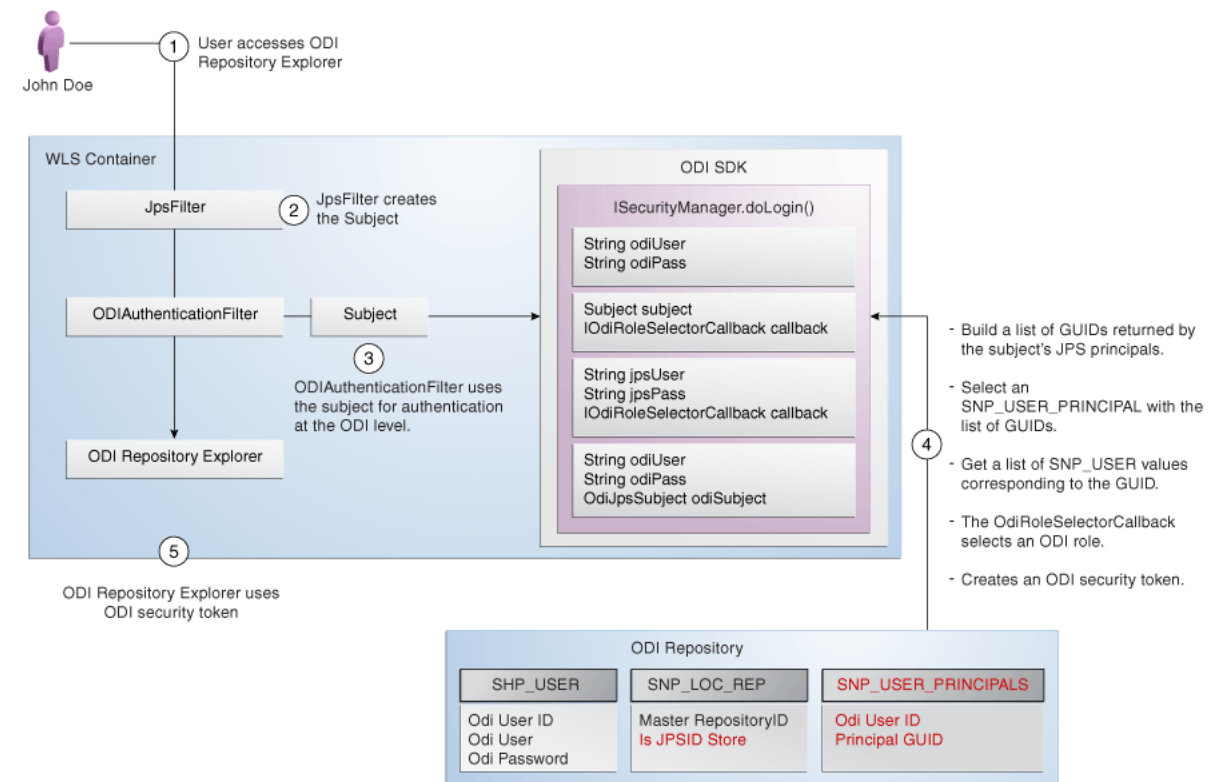 1
User accesses ODI
Repository Explorer
John Doe
WLS Container
JpsFilter
2
JpsFilter creates
the Subject
ODIAuthenticationFilter
Subject
3
ODIAuthenticationFilter uses
the subject for authentication
at the ODI level.
ODI Repository Explorer
ODI SDK
ISecurityManager.doLogin()
String odiUser
String odiPass
Subject subject
IOdiRoleSelectorCallback callback
String jpsUser
String jpsPass
IOdiRoleSelectorCallback callback
String odiUser
String odiPass
OdiJpsSubject odiSubject
4
- Build a list of GUIDs returned by
the subject's JPS principals.
- Select an
SNP_USER_PRINCIPAL with the
list of GUIDs.
- Get a list of SNP_USER values
corresponding to the GUID.
- The OdiRoleSelectorCallback
selects an ODI role.
- Creates an ODI security token.
5
ODI Repository Explorer uses
ODI security token
ODI Repository
SHP_USER
Odi User ID
Odi User
Odi Password
SNP_LOC_REP
Master RepositoryID
Is JPSID Store
SNP_USER_PRINCIPALS
Odi User ID
Principal GUID